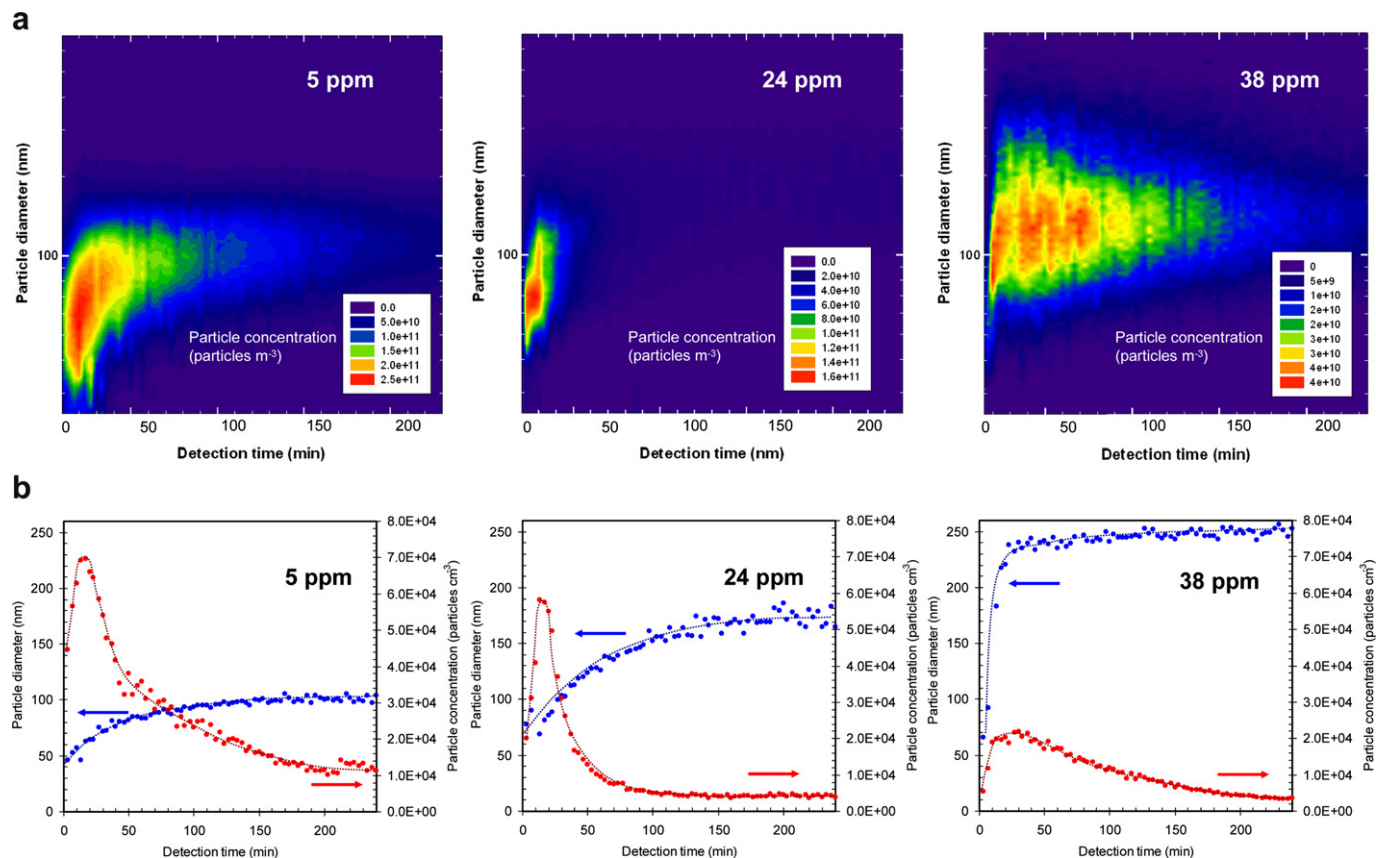 a
5 ppm
Particle diameter (nm)
100
Particle concentration
(particles m-3)
0.0
5.0e+10
1.0e+11
1.5e+11
2.0e+11
2.5e+11
0 50 100 150 200
Detection time (min)
24 ppm
Particle diameter (nm)
100
Particle concentration
(particles m-3)
0.0
2.0e+10
4.0e+10
6.0e+10
8.0e+10
1.0e+11
1.2e+11
1.4e+11
1.6e+11
0 50 100 150 200
Detection time (nm)
38 ppm
Particle diameter (nm)
100
Particle concentration
(particles m-3)
0
5e+9
1e+10
2e+10
2e+10
3e+10
3e+10
4e+10
4e+10
0 50 100 150 200
Detection time (min)
b
5 ppm
Particle diameter (nm)
250
200
150
100
50
0
8.0E+04
7.0E+04
6.0E+04
5.0E+04
4.0E+04
3.0E+04
2.0E+04
1.0E+04
0.0E+00
Particle concentration (particles cm-3)
0 50 100 150 200
Detection time (min)
24 ppm
Particle diameter (nm)
250
200
150
100
50
0
8.0E+04
7.0E+04
6.0E+04
5.0E+04
4.0E+04
3.0E+04
2.0E+04
1.0E+04
0.0E+00
Particle concentration (particles cm-3)
0 50 100 150 200
Detection time (min)
38 ppm
Particle diameter (nm)
250
200
150
100
50
0
8.0E+04
7.0E+04
6.0E+04
5.0E+04
4.0E+04
3.0E+04
2.0E+04
1.0E+04
0.0E+00
Particle concentration (particles cm-3)
0 50 100 150 200
Detection time (min)